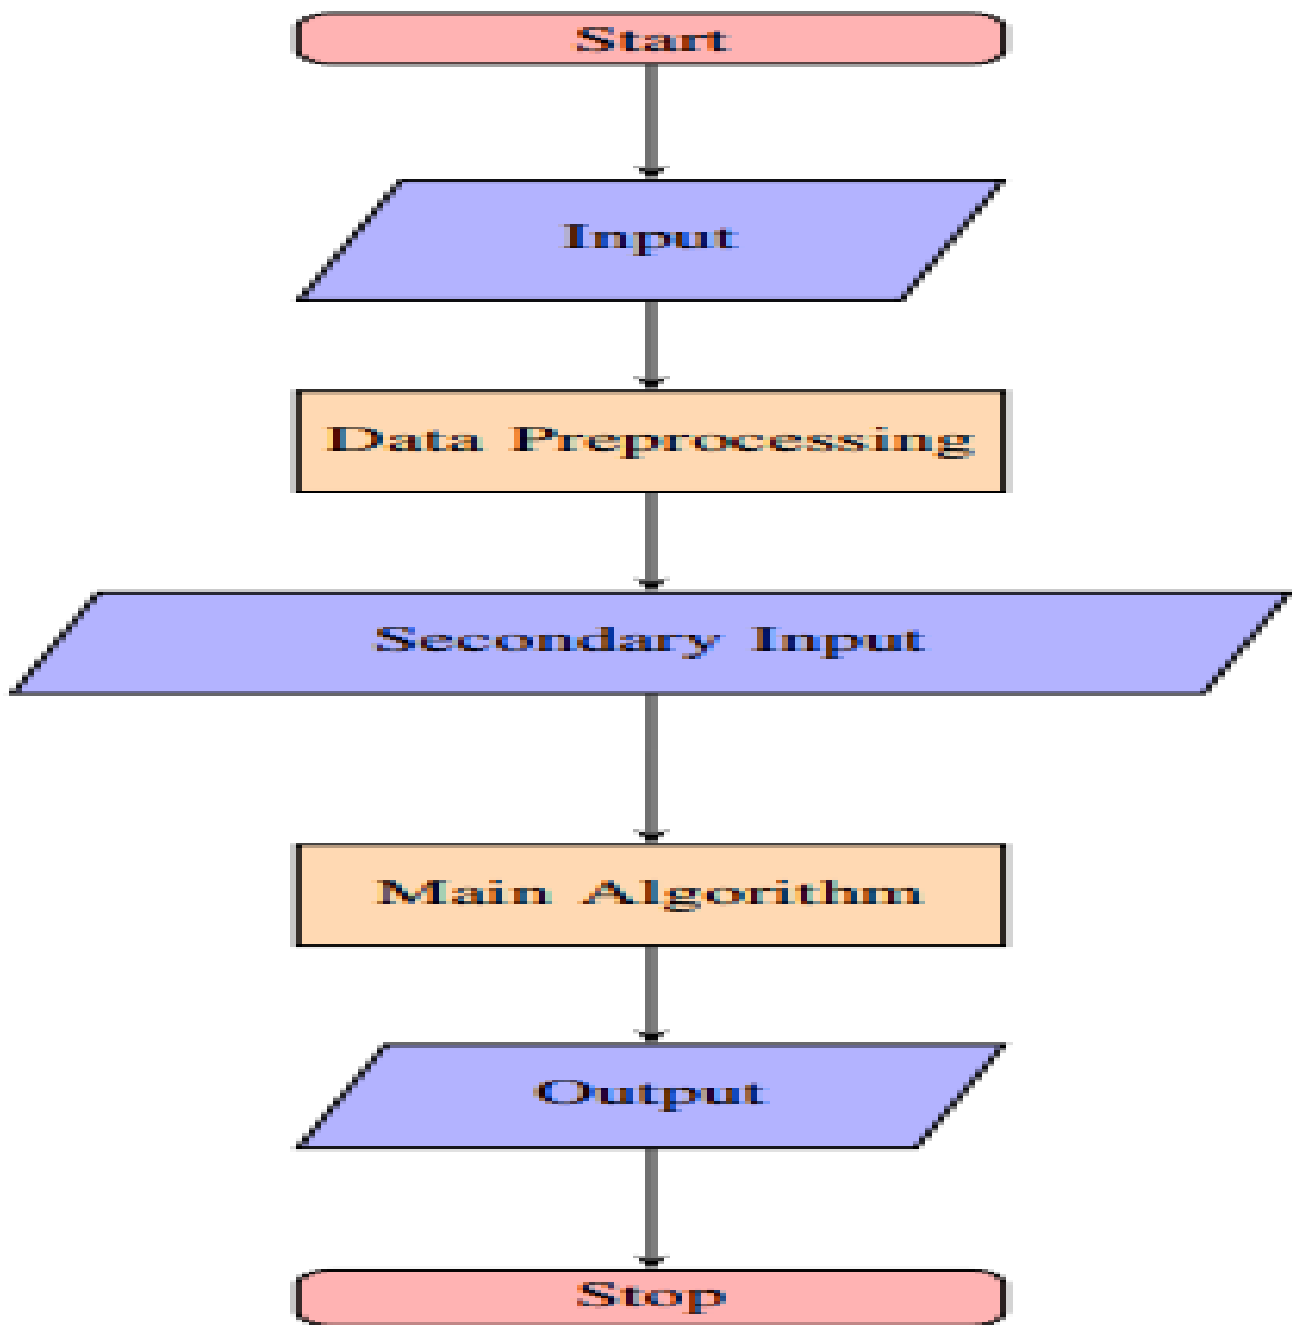 Start
Input
Data Preprocessing
Secondary Input
Main Algorithm
Output
Stop